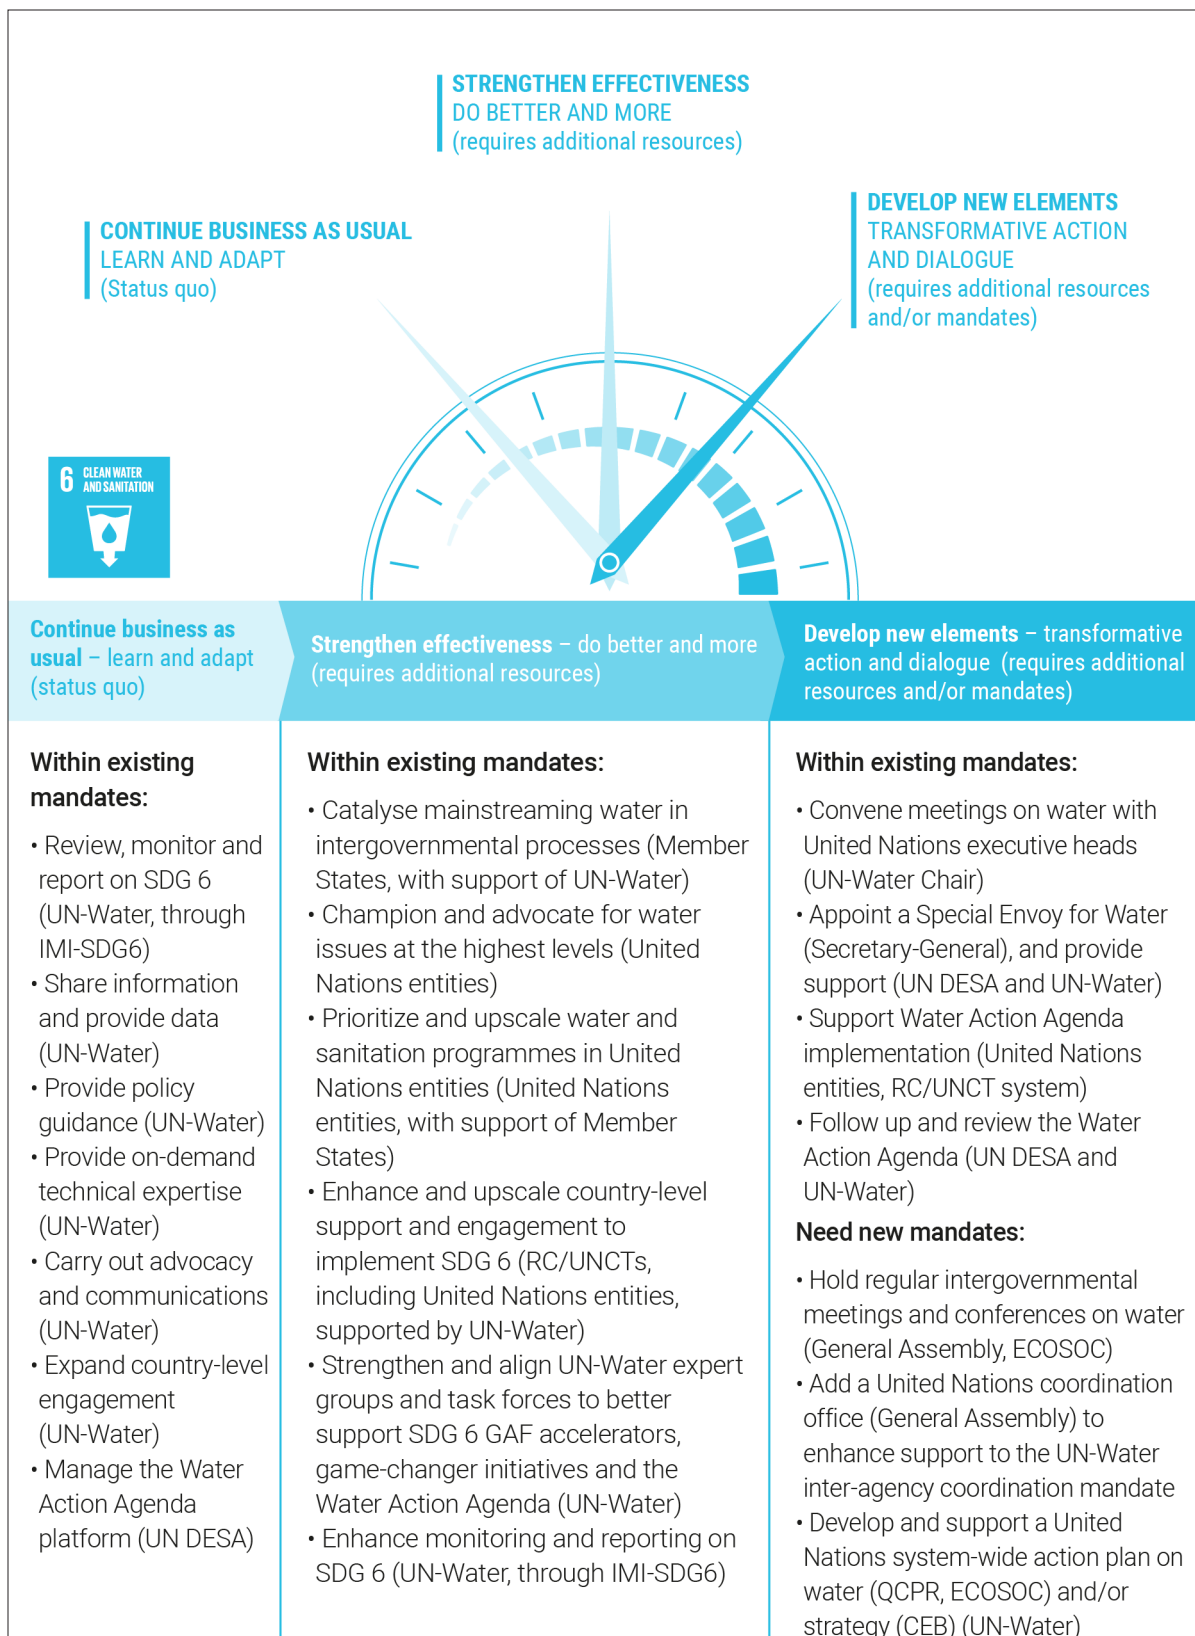 STRENGTHEN EFFECTIVENESS
DO BETTER AND MORE
(requires additional resources)
DEVELOP NEW ELEMENTS
TRANSFORMATIVE ACTION
AND DIALOGUE
(requires additional resources
and/or mandates)
CONTINUE BUSINESS AS USUAL
LEARN AND ADAPT
(Status quo)
6 CLEAN WATER
AND SANITATION
Continue business as
usual – learn and adapt
(status quo)
Strengthen effectiveness – do better and more
(requires additional resources)
Develop new elements – transformative
action and dialogue (requires additional
resources and/or mandates)
Within existing
mandates:
• Review, monitor and
report on SDG 6
(UN-Water, through
IMI-SDG6)
• Share information
and provide data
(UN-Water)
• Provide policy
guidance (UN-Water)
• Provide on-demand
technical expertise
(UN-Water)
• Carry out advocacy
and communications
(UN-Water)
• Expand country-level
engagement
(UN-Water)
• Manage the Water
Action Agenda
platform (UN DESA)
Within existing mandates:
• Catalyse mainstreaming water in
intergovernmental processes (Member
States, with support of UN-Water)
• Champion and advocate for water
issues at the highest levels (United
Nations entities)
• Prioritize and upscale water and
sanitation programmes in United
Nations entities (United Nations
entities, with support of Member
States)
• Enhance and upscale country-level
support and engagement to
implement SDG 6 (RC/UNCTs,
including United Nations entities,
supported by UN-Water)
• Strengthen and align UN-Water expert
groups and task forces to better
support SDG 6 GAF accelerators,
game-changer initiatives and the
Water Action Agenda (UN-Water)
• Enhance monitoring and reporting on
SDG 6 (UN-Water, through IMI-SDG6)
Within existing mandates:
• Convene meetings on water with
United Nations executive heads
(UN-Water Chair)
• Appoint a Special Envoy for Water
(Secretary-General), and provide
support (UN DESA and UN-Water)
• Support Water Action Agenda
implementation (United Nations
entities, RC/UNCT system)
• Follow up and review the Water
Action Agenda (UN DESA and
UN-Water)
Need new mandates:
• Hold regular intergovernmental
meetings and conferences on water
(General Assembly, ECOSOC)
• Add a United Nations coordination
office (General Assembly) to
enhance support to the UN-Water
inter-agency coordination mandate
• Develop and support a United
Nations system-wide action plan on
water (QCPR, ECOSOC) and/or
strategy (CEB) (UN-Water)